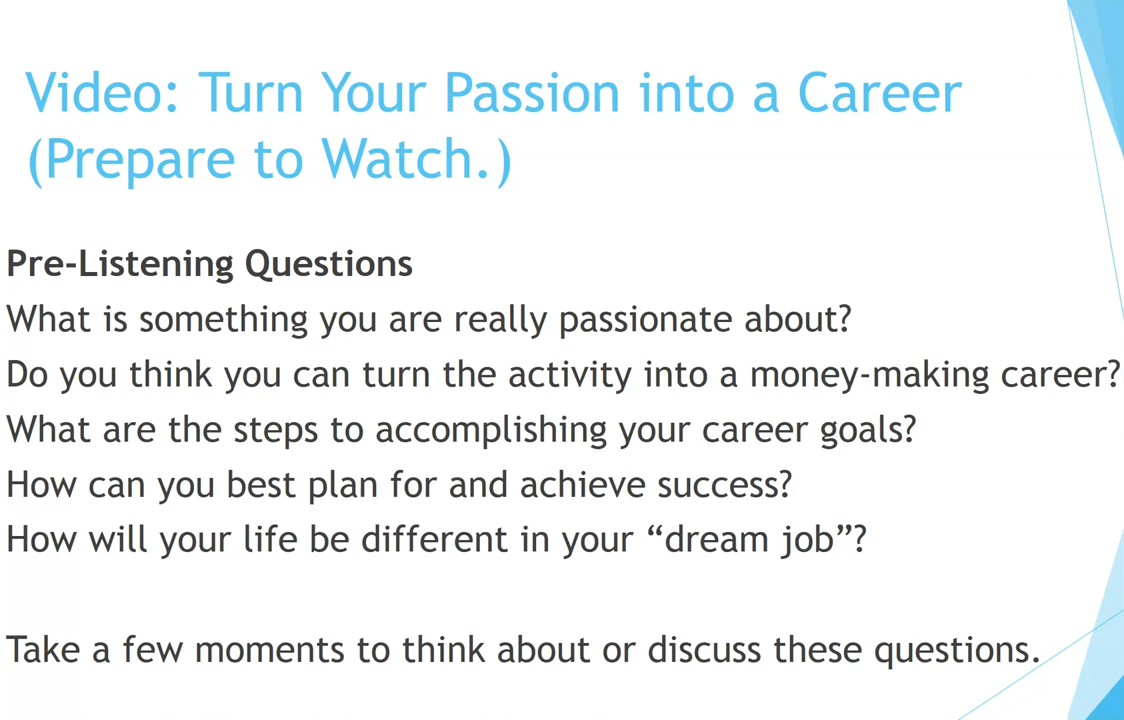 Video: Turn Your Passion into a Career
(Prepare to Watch.)
Pre-Listening Questions
What is something you are really passionate about?
Do you think you can turn the activity into a money-making career?
What are the steps to accomplishing your career goals?
How can you best plan for and achieve success?
How will your life be different in your “dream job”?
Take a few moments to think about or discuss these questions.